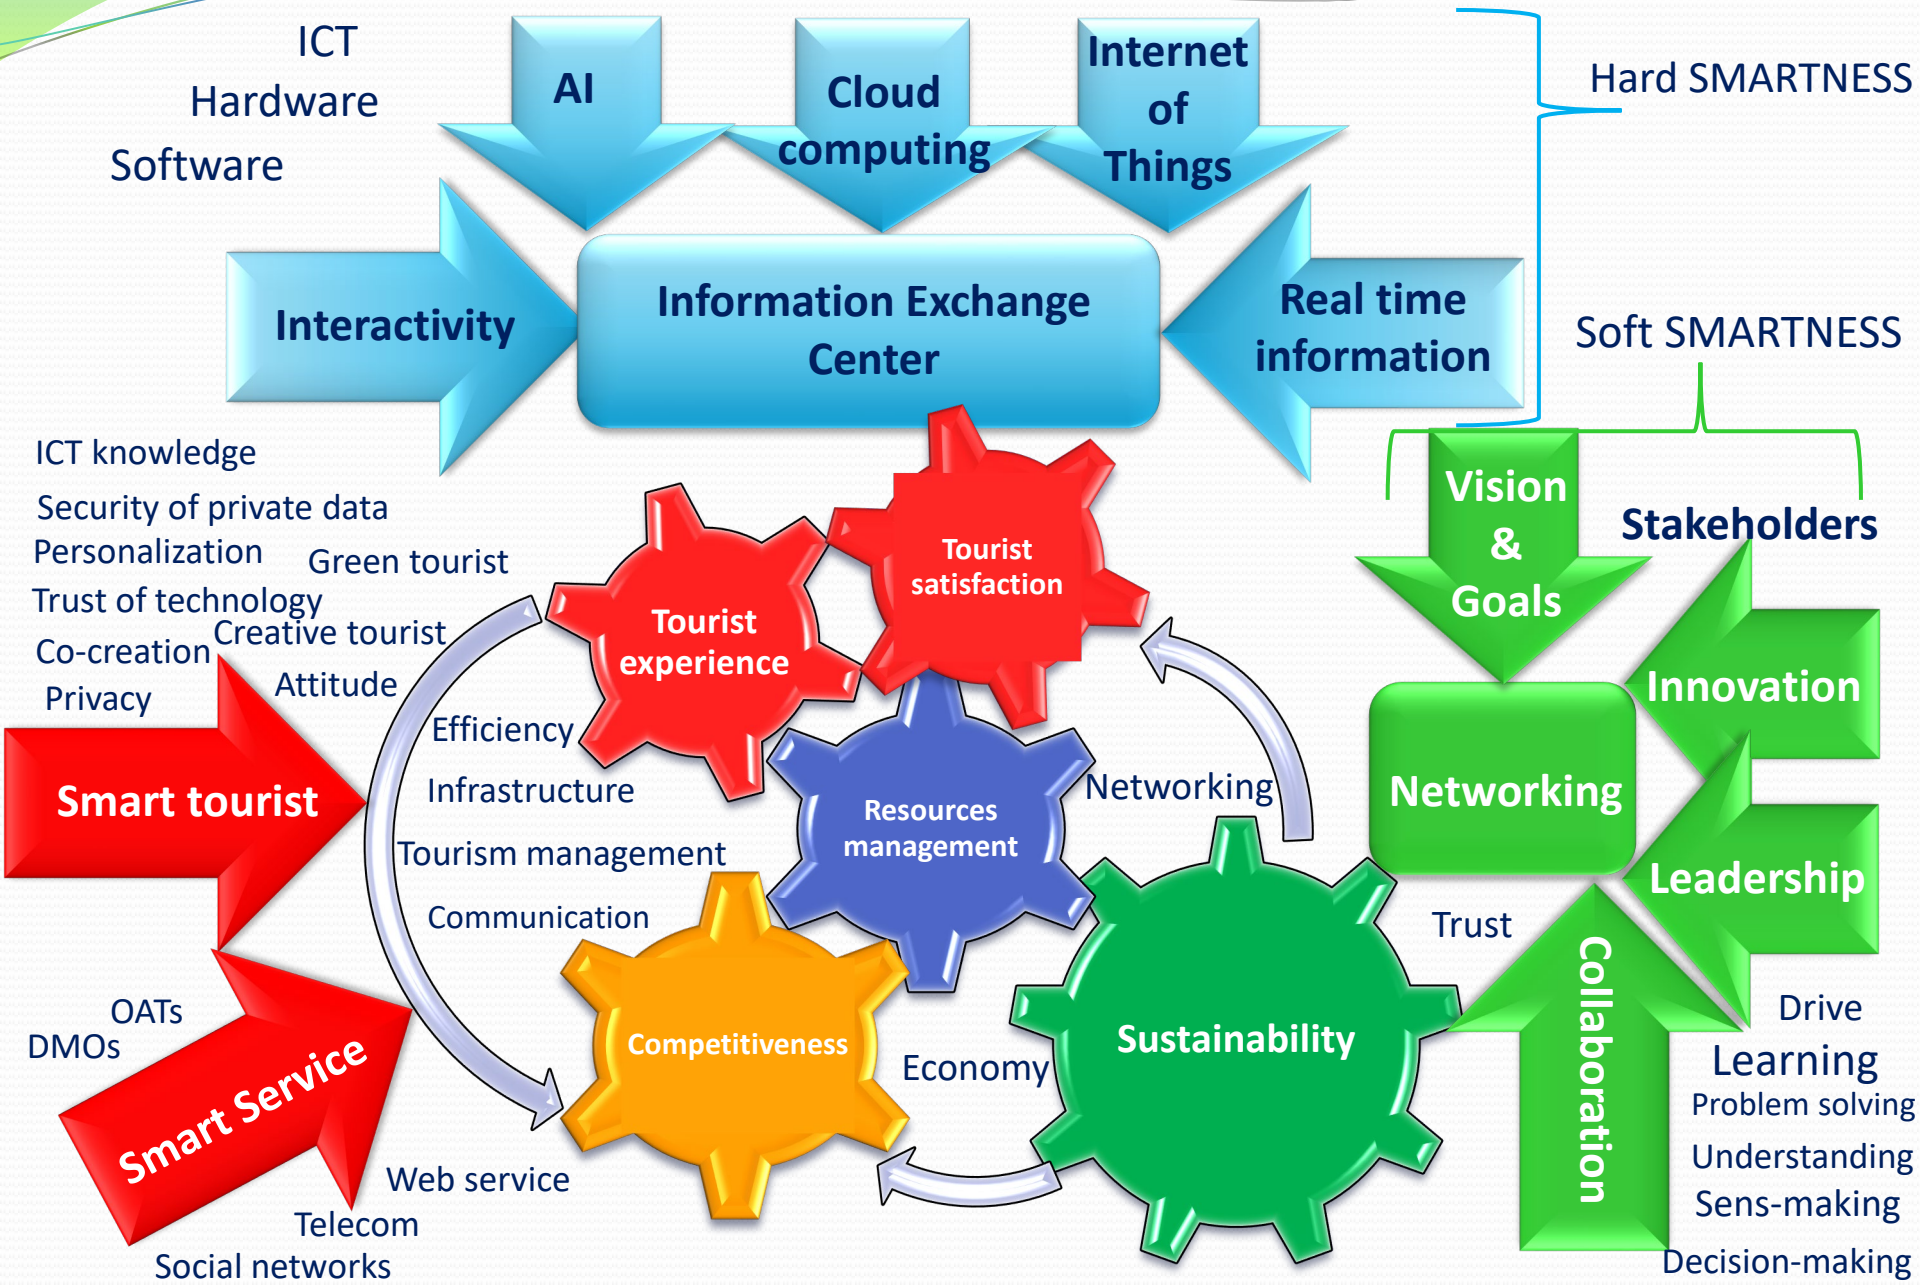 ICT
Hardware
Software
AI
Cloud
computing
Internet
of
Things
Hard SMARTNESS
Interactivity
Information Exchange
Center
Real time
information
Soft SMARTNESS
ICT knowledge
Security of private data
Personalization
Green tourist
Trust of technology
Creative tourist
Co-creation
Attitude
Privacy
Smart tourist
Tourist
experience
Tourist
satisfaction
Vision
&
Goals
Stakeholders
Innovation
Networking
Leadership
Efficiency
Infrastructure
Tourism management
Communication
Resources
management
Networking
Trust
Collaboration
Competitiveness
Economy
Sustainability
OATs
DMOs
Smart Service
Web service
Telecom
Social networks
Drive
Learning
Problem solving
Understanding
Sens-making
Decision-making